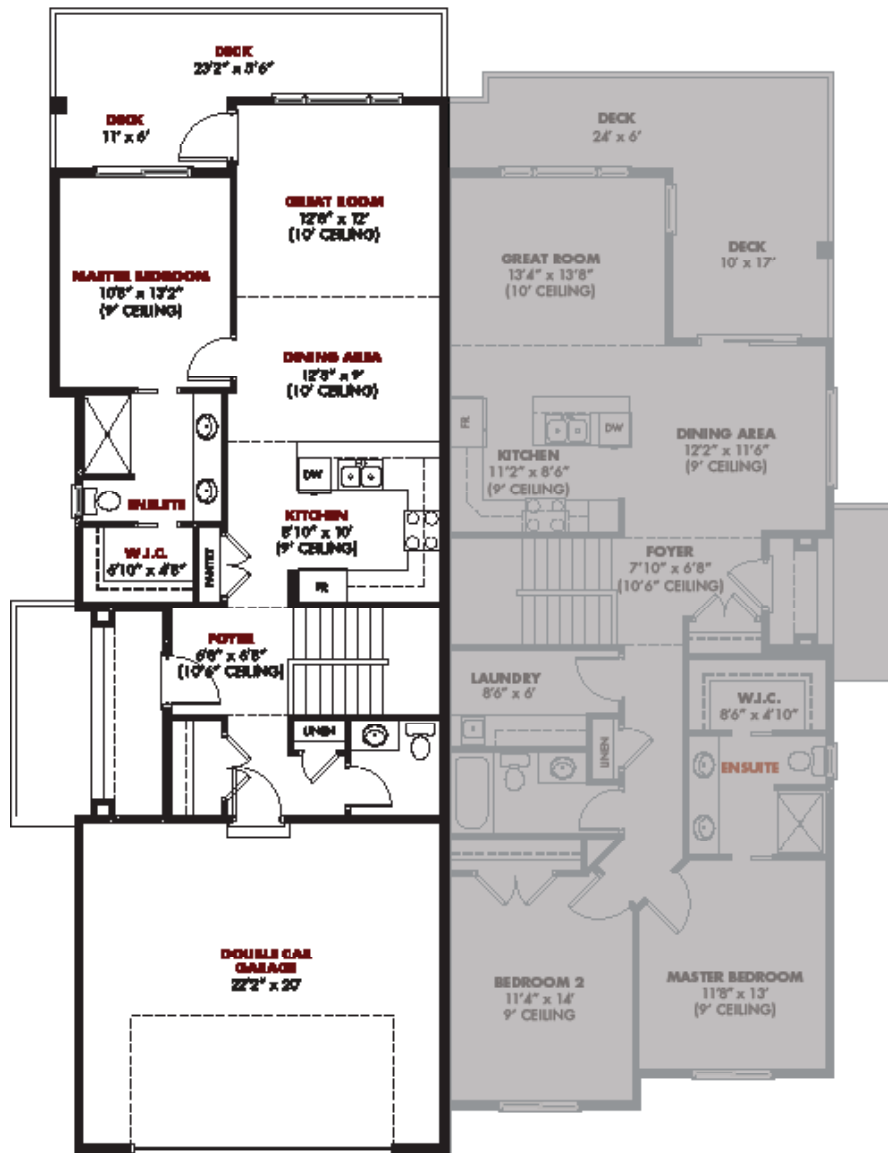 DECK
23'2" x 5'6"
DECK
11' x 6'
GREAT ROOM
12'8" x 12'
(10' CEILING)
MASTER BEDROOM
10'8" x 13'2"
(9' CEILING)
DINING AREA
12'8" x 9'
(10' CEILING)
DW
KITCHEN
8'10" x 10'
(9' CEILING)
ENSUITE
W.I.C.
6'10" x 4'8"
PANTRY
FR
FOYER
6'8" x 6'8"
(10'6" CEILING)
LINEN
DOUBLE CAR
GARAGE
22'2" x 20'
DECK
24' x 6'
GREAT ROOM
13'4" x 13'8"
(10' CEILING)
DECK
10' x 17'
FR
DW
KITCHEN
11'2" x 8'6"
(9' CEILING)
DINING AREA
12'2" x 11'6"
(9' CEILING)
FOYER
7'10" x 6'8"
(10'6" CEILING)
LAUNDRY
8'6" x 6'
W.I.C.
8'6" x 4'10"
LINEN
ENSUITE
BEDROOM 2
11'4" x 14'
9' CEILING
MASTER BEDROOM
11'8" x 13'
(9' CEILING)